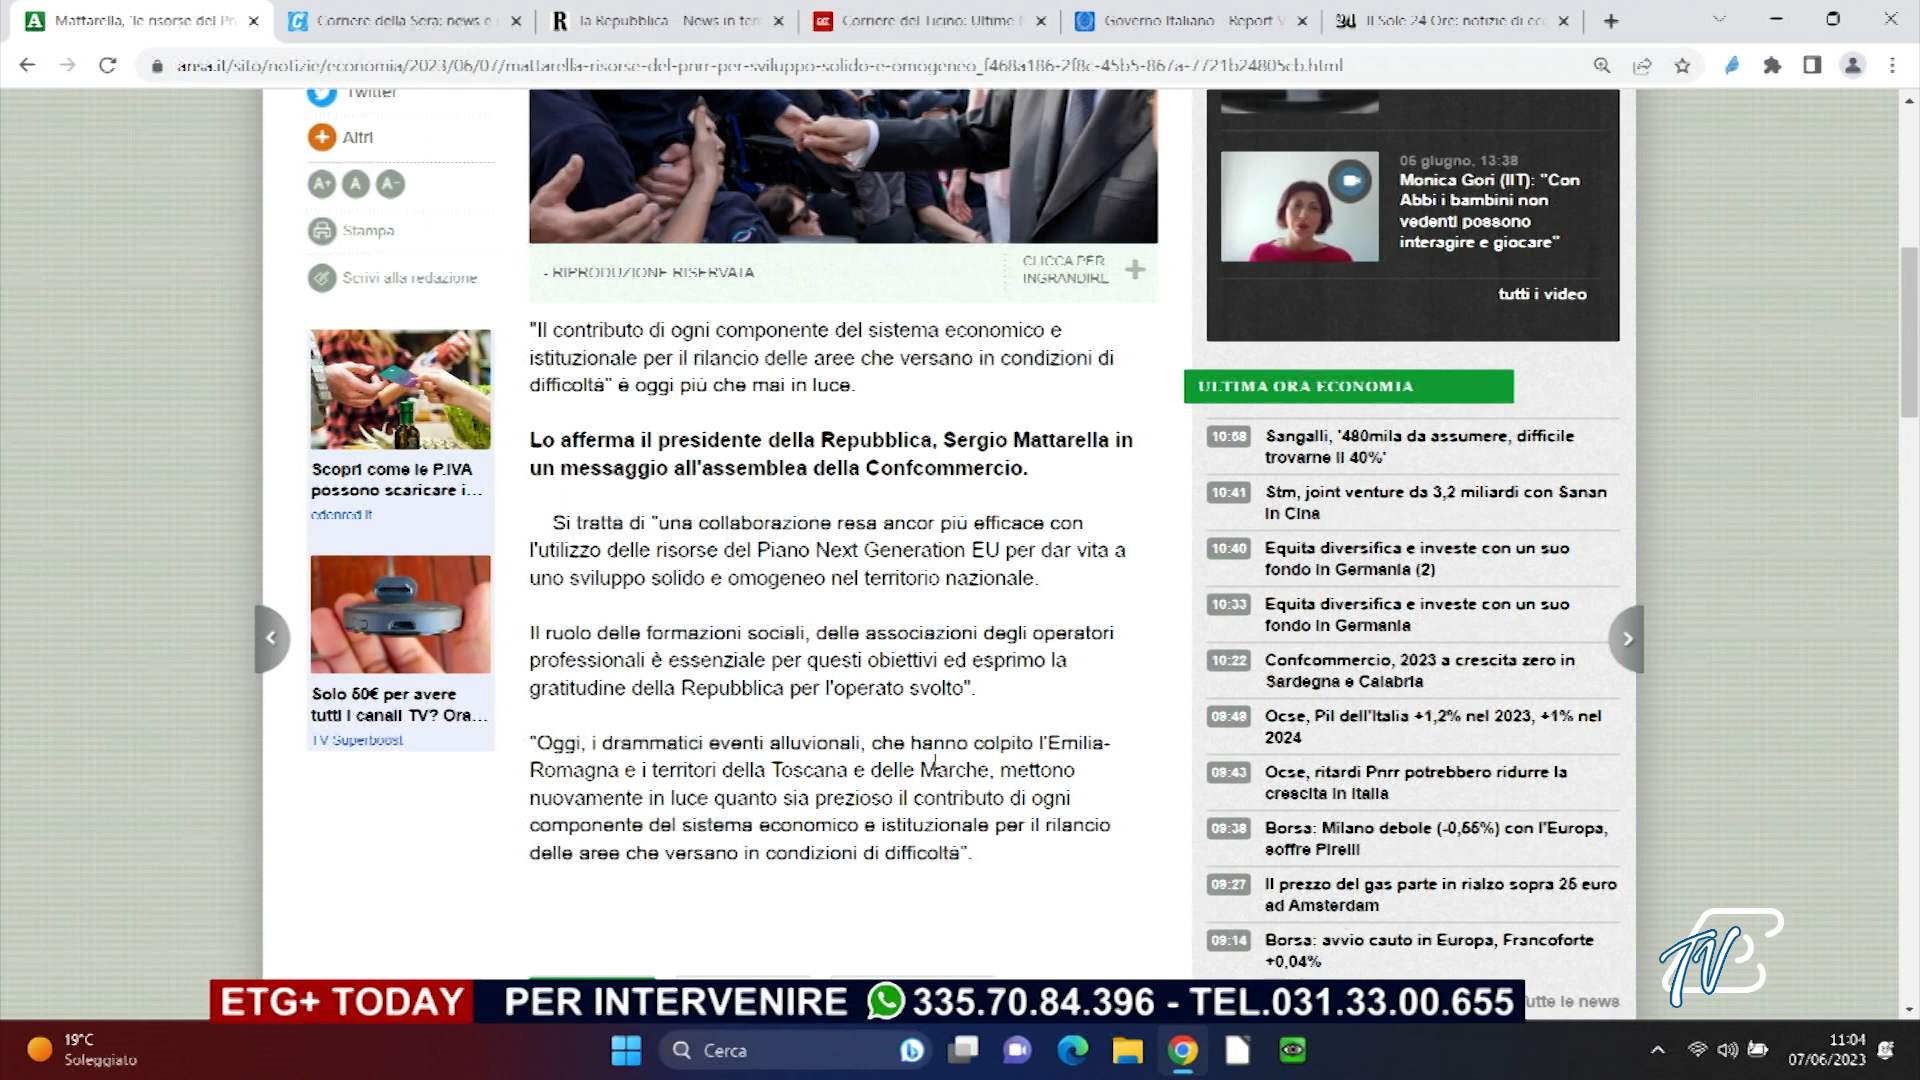 Mattarella, 'le risorse del Pn
Corriere della Sera: news e
la Repubblica - News in tem
Corriere del Ticino: Ultime
Governo Italiano - Report V
Il Sole 24 Ore: notizie di ec
ansa.it/sito/notizie/economia/2023/06/07/mattarella-risorse-del-pnrr-per-sviluppo-solido-e-omogeneo_f468a186-2f8c-45b5-867a-7721b24805cb.html
Twitter
Altri
A+ A A-
Stampa
Scrivi alla redazione
Scopri come le P.IVA
possono scaricare i...
edenred.it
Solo 50€ per avere
tutti i canali TV? Ora...
TV Superboost
- RIPRODUZIONE RISERVATA
CLICCA PER
INGRANDIRE
"Il contributo di ogni componente del sistema economico e
istituzionale per il rilancio delle aree che versano in condizioni di
difficoltà" è oggi più che mai in luce.
Lo afferma il presidente della Repubblica, Sergio Mattarella in
un messaggio all'assemblea della Confcommercio.
Si tratta di "una collaborazione resa ancor più efficace con
l'utilizzo delle risorse del Piano Next Generation EU per dar vita a
uno sviluppo solido e omogeneo nel territorio nazionale.
Il ruolo delle formazioni sociali, delle associazioni degli operatori
professionali è essenziale per questi obiettivi ed esprimo la
gratitudine della Repubblica per l'operato svolto".
"Oggi, i drammatici eventi alluvionali, che hanno colpito l'Emilia-
Romagna e i territori della Toscana e delle Marche, mettono
nuovamente in luce quanto sia prezioso il contributo di ogni
componente del sistema economico e istituzionale per il rilancio
delle aree che versano in condizioni di difficoltà".
06 giugno, 13:38
Monica Gori (IIT): "Con
Abbi i bambini non
vedenti possono
interagire e giocare"
tutti i video
ULTIMA ORA ECONOMIA
10:58 Sangalli, '480mila da assumere, difficile
trovarne il 40%'
10:41 Stm, joint venture da 3,2 miliardi con Sanan
in Cina
10:40 Equita diversifica e investe con un suo
fondo in Germania (2)
10:33 Equita diversifica e investe con un suo
fondo in Germania
10:22 Confcommercio, 2023 a crescita zero in
Sardegna e Calabria
09:49 Ocse, Pil dell'Italia +1,2% nel 2023, +1% nel
2024
09:43 Ocse, ritardi Pnrr potrebbero ridurre la
crescita in Italia
09:38 Borsa: Milano debole (-0,55%) con l'Europa,
soffre Pirelli
09:27 Il prezzo del gas parte in rialzo sopra 25 euro
ad Amsterdam
09:14 Borsa: avvio cauto in Europa, Francoforte
+0,04%
Tutte le news
ETG+ TODAY PER INTERVENIRE 335.70.84.396 - TEL.031.33.00.655
TV
19°C
Soleggiato
Cerca
11:04
07/06/2023